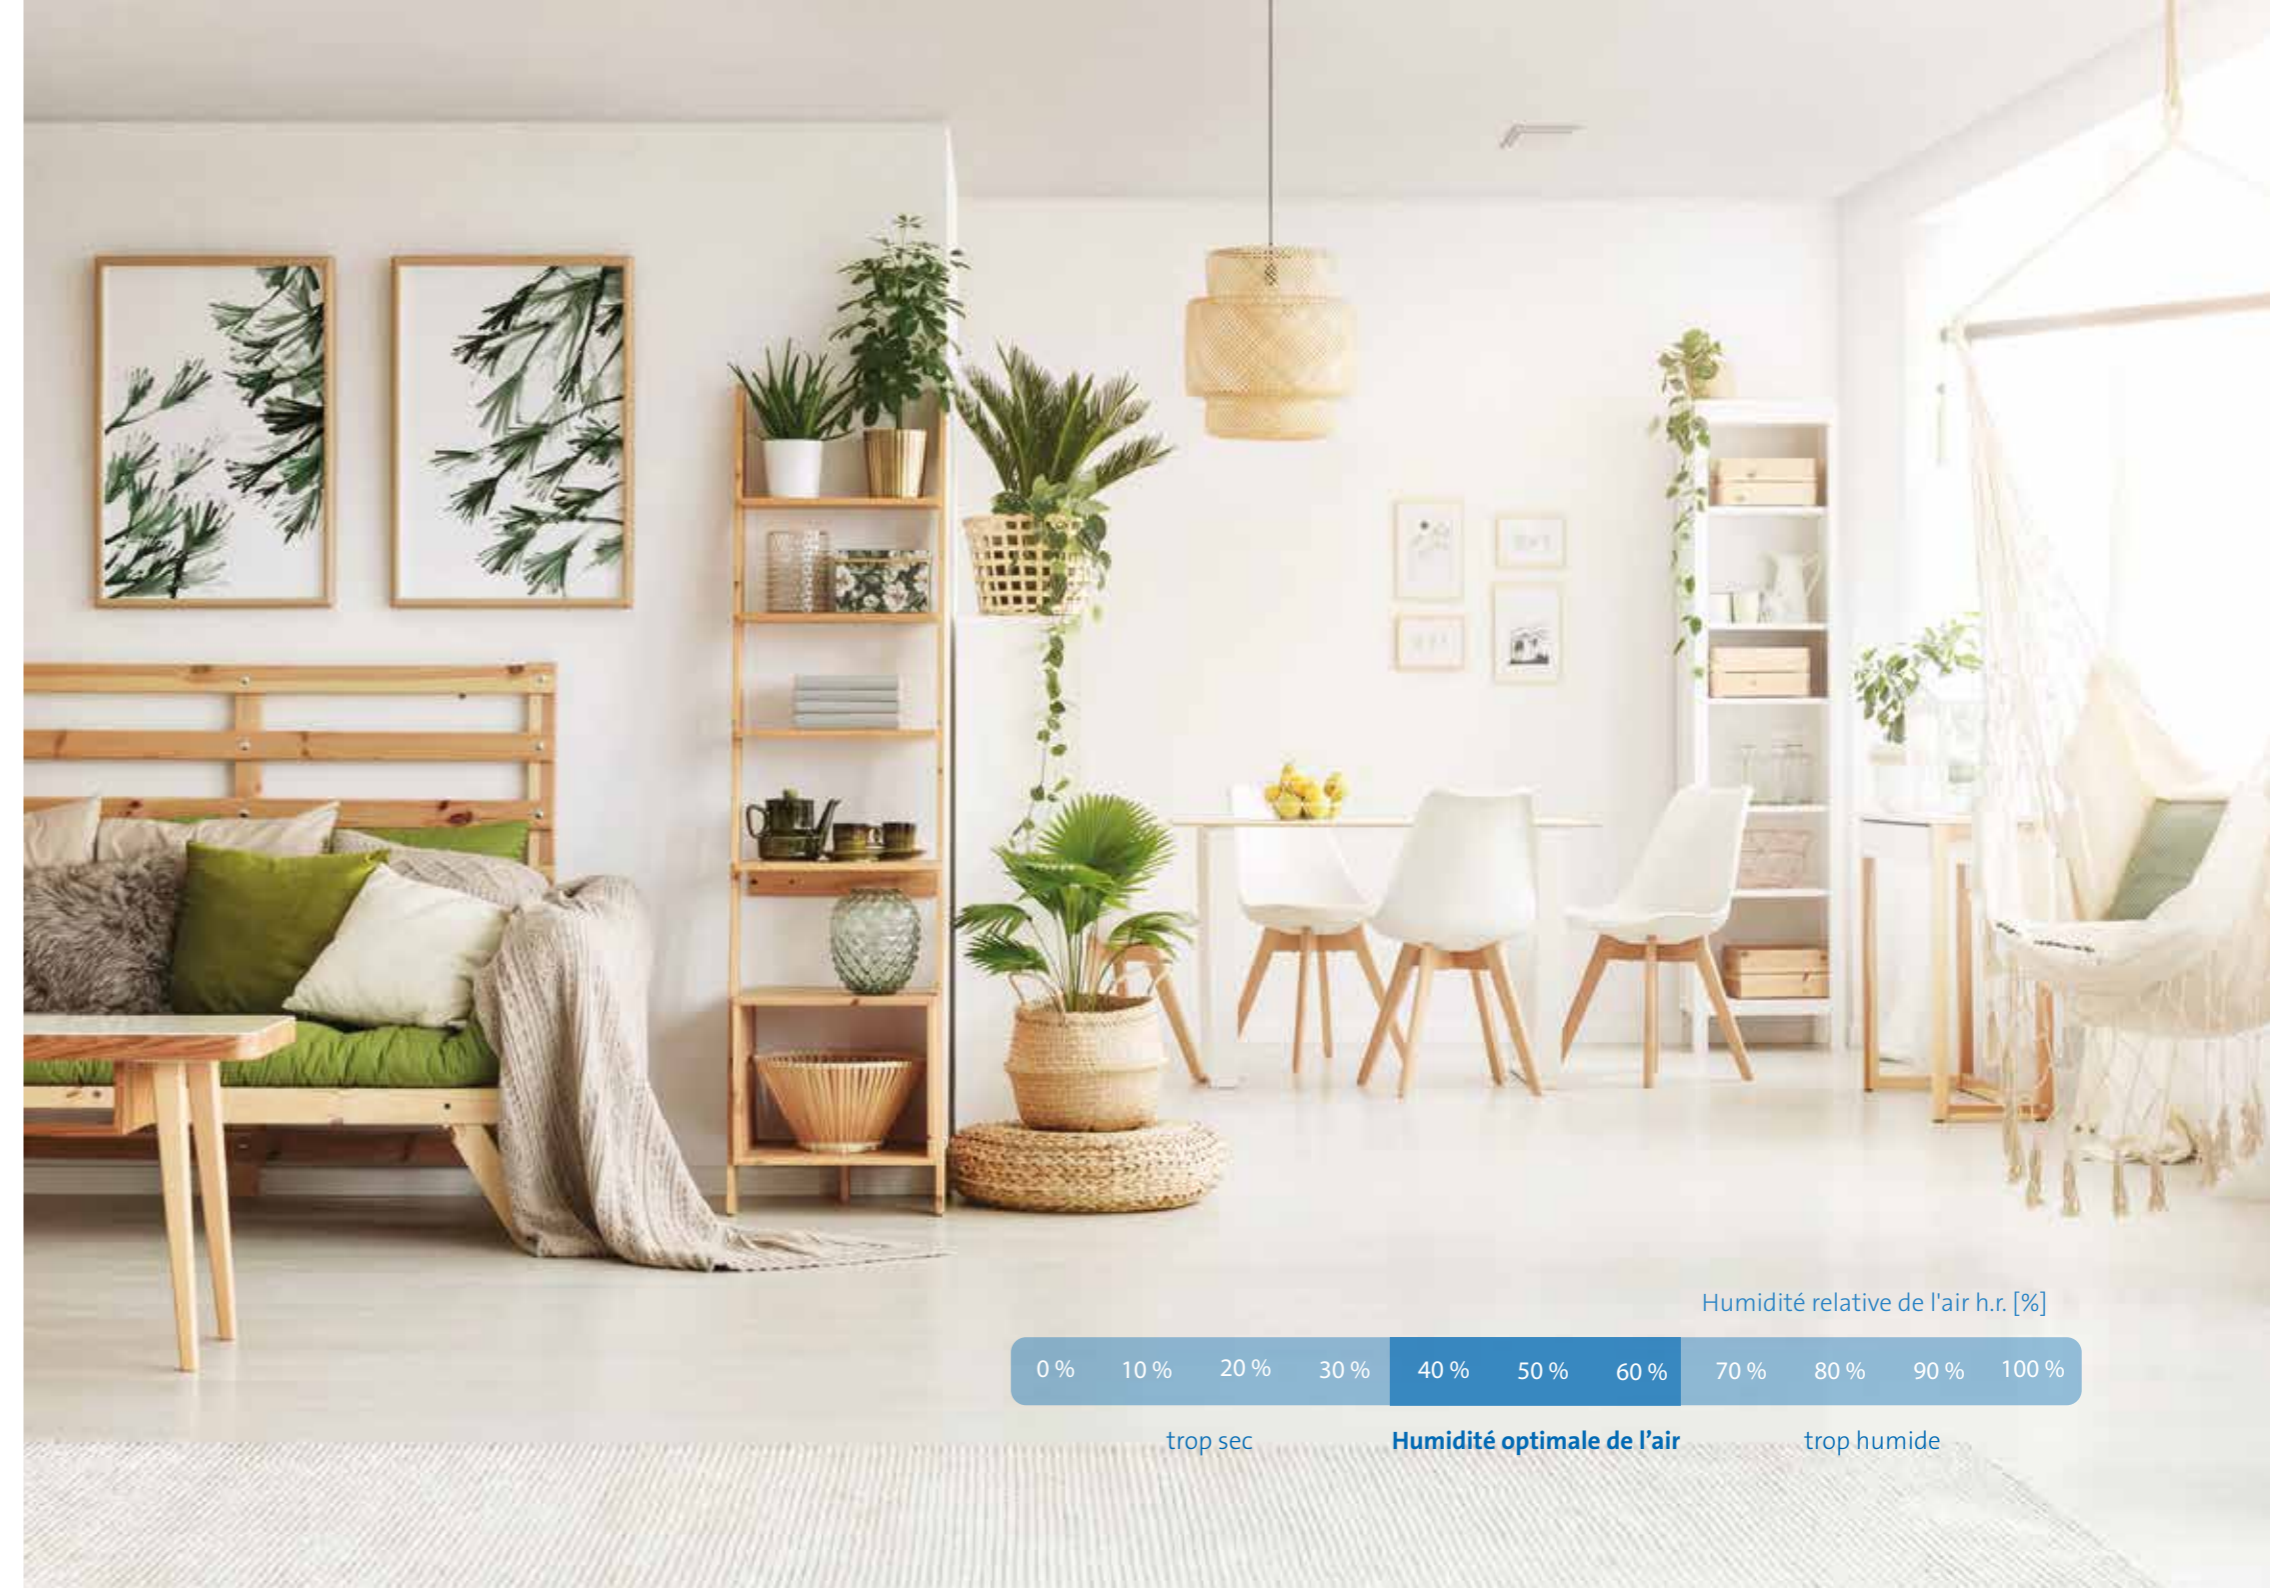 Humidité relative de l'air h.r. [%]
0 % 10 % 20 % 30 % 40 % 50 % 60 % 70 % 80 % 90 % 100 %
trop sec Humidité optimale de l’air trop humide